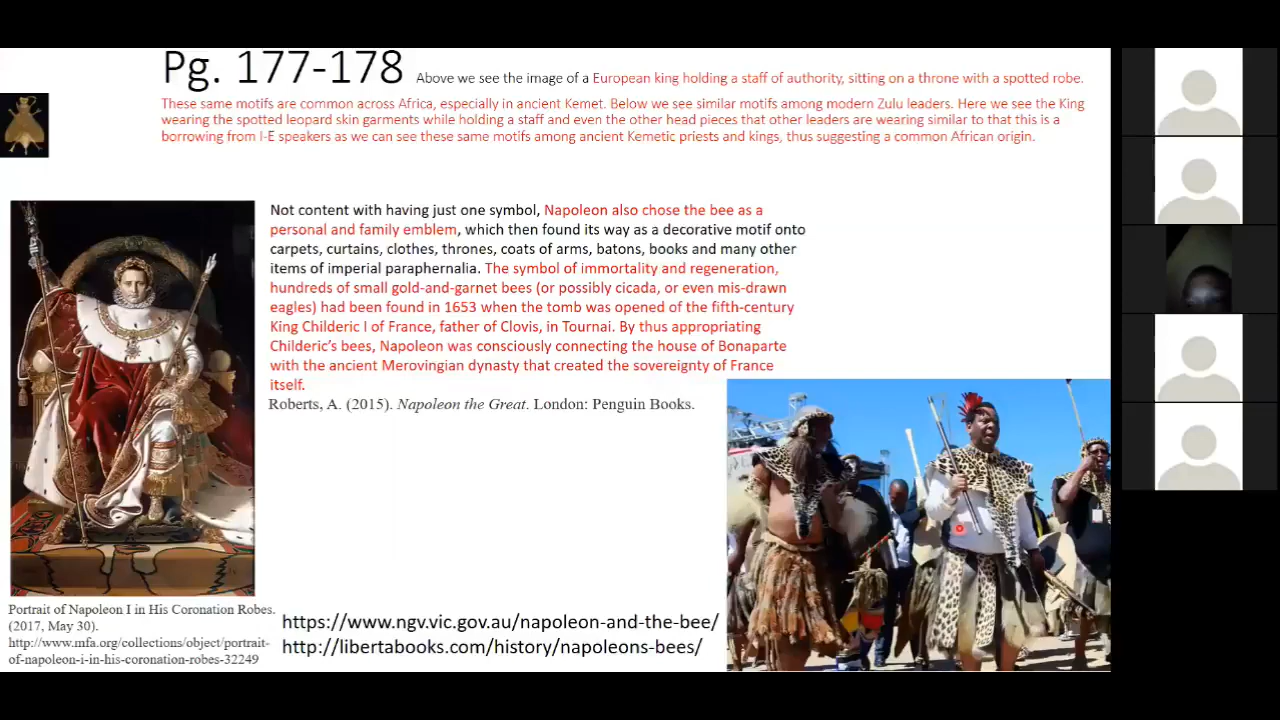 Pg. 177-178 Above we see the image of a European king holding a staff of authority, sitting on a throne with a spotted robe.
These same motifs are common across Africa, especially in ancient Kemet. Below we see similar motifs among modern Zulu leaders. Here we see the King
wearing the spotted leopard skin garments while holding a staff and even the other head pieces that other leaders are wearing similar to that this is a
borrowing from I-E speakers as we can see these same motifs among ancient Kemetic priests and kings, thus suggesting a common African origin.
Not content with having just one symbol, Napoleon also chose the bee as a
personal and family emblem, which then found its way as a decorative motif onto
carpets, curtains, clothes, thrones, coats of arms, batons, books and many other
items of imperial paraphernalia. The symbol of immortality and regeneration,
hundreds of small gold-and-garnet bees (or possibly cicada, or even mis-drawn
eagles) had been found in 1653 when the tomb was opened of the fifth-century
King Childeric I of France, father of Clovis, in Tournai. By thus appropriating
Childeric's bees, Napoleon was consciously connecting the house of Bonaparte
with the ancient Merovingian dynasty that created the sovereignty of France
itself.
Roberts, A. (2015). Napoleon the Great. London: Penguin Books.
Portrait of Napoleon I in His Coronation Robes.
(2017, May 30).
http://www.mfa.org/collections/object/portrait-
of-napoleon-i-in-his-coronation-robes-32249
https://www.ngv.vic.gov.au/napoleon-and-the-bee/
http://libertabooks.com/history/napoleons-bees/